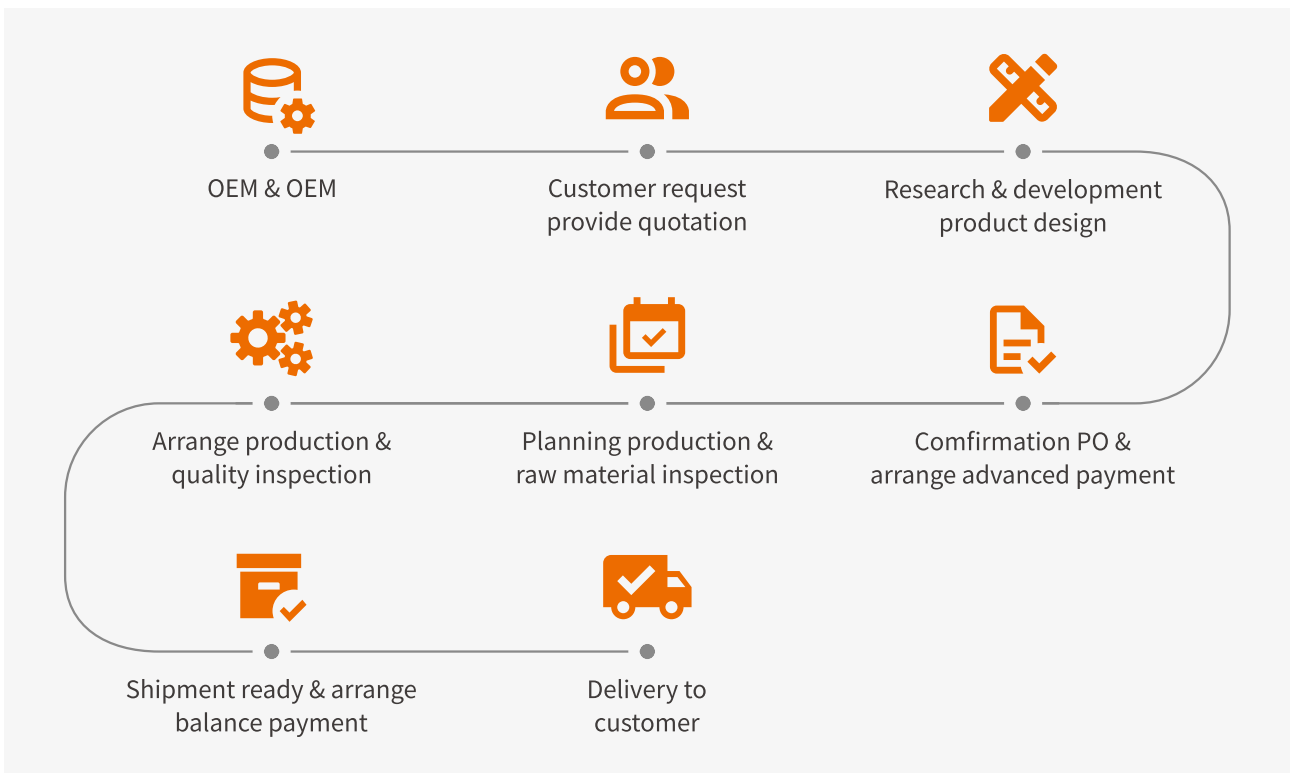 OEM & OEM
Customer request
provide quotation
Research & development
product design
Arrange production &
quality inspection
Planning production &
raw material inspection
Comfirmation PO &
arrange advanced payment
Shipment ready & arrange
balance payment
Delivery to
customer